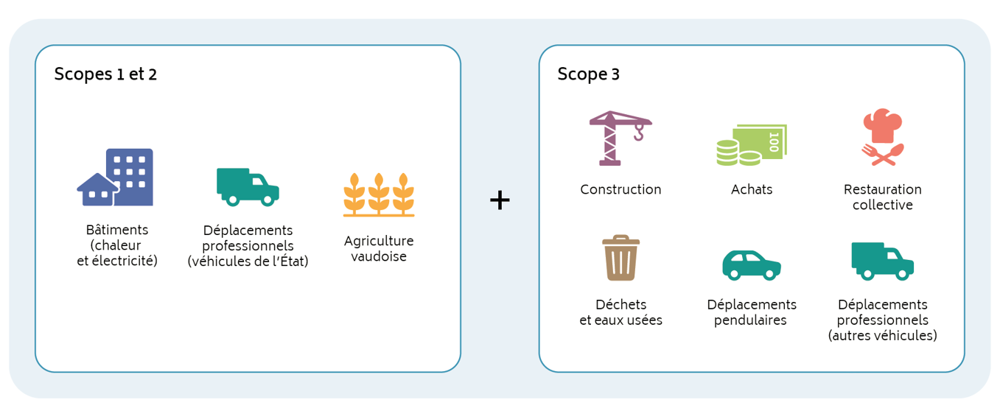 Scopes 1 et 2
Bâtiments
(chaleur
et électricité)
Déplacements
professionnels
(véhicules de l’État)
Agriculture
vaudoise
+
Scope 3
Construction
100
Achats
Restauration
collective
Déchets
et eaux usées
Déplacements
pendulaires
Déplacements
professionnels
(autres véhicules)